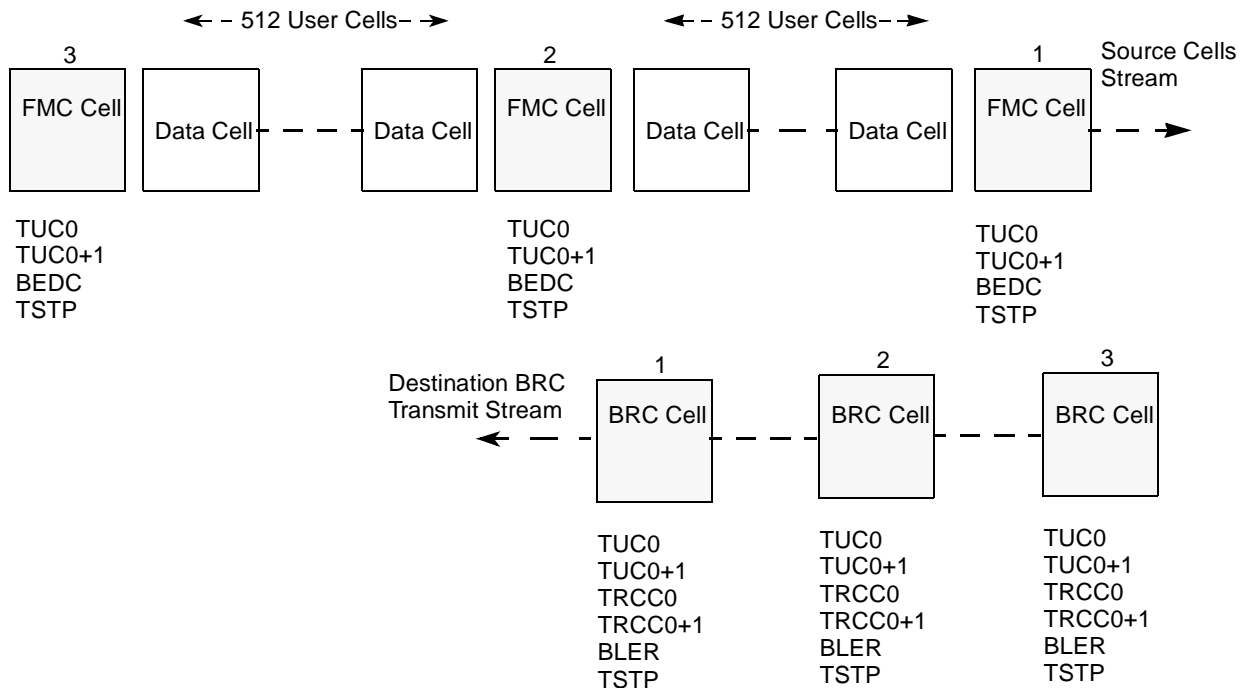 512 User Cells
512 User Cells
3
2
1
Source Cells
Stream
FMC Cell
Data Cell
Data Cell
FMC Cell
Data Cell
Data Cell
FMC Cell
TUC0
TUC0+1
BEDC
TSTP
TUC0
TUC0+1
BEDC
TSTP
TUC0
TUC0+1
BEDC
TSTP
Destination BRC
Transmit Stream
1
2
3
BRC Cell
BRC Cell
BRC Cell
TUC0
TUC0+1
TRCC0
TRCC0+1
BLER
TSTP
TUC0
TUC0+1
TRCC0
TRCC0+1
BLER
TSTP
TUC0
TUC0+1
TRCC0
TRCC0+1
BLER
TSTP